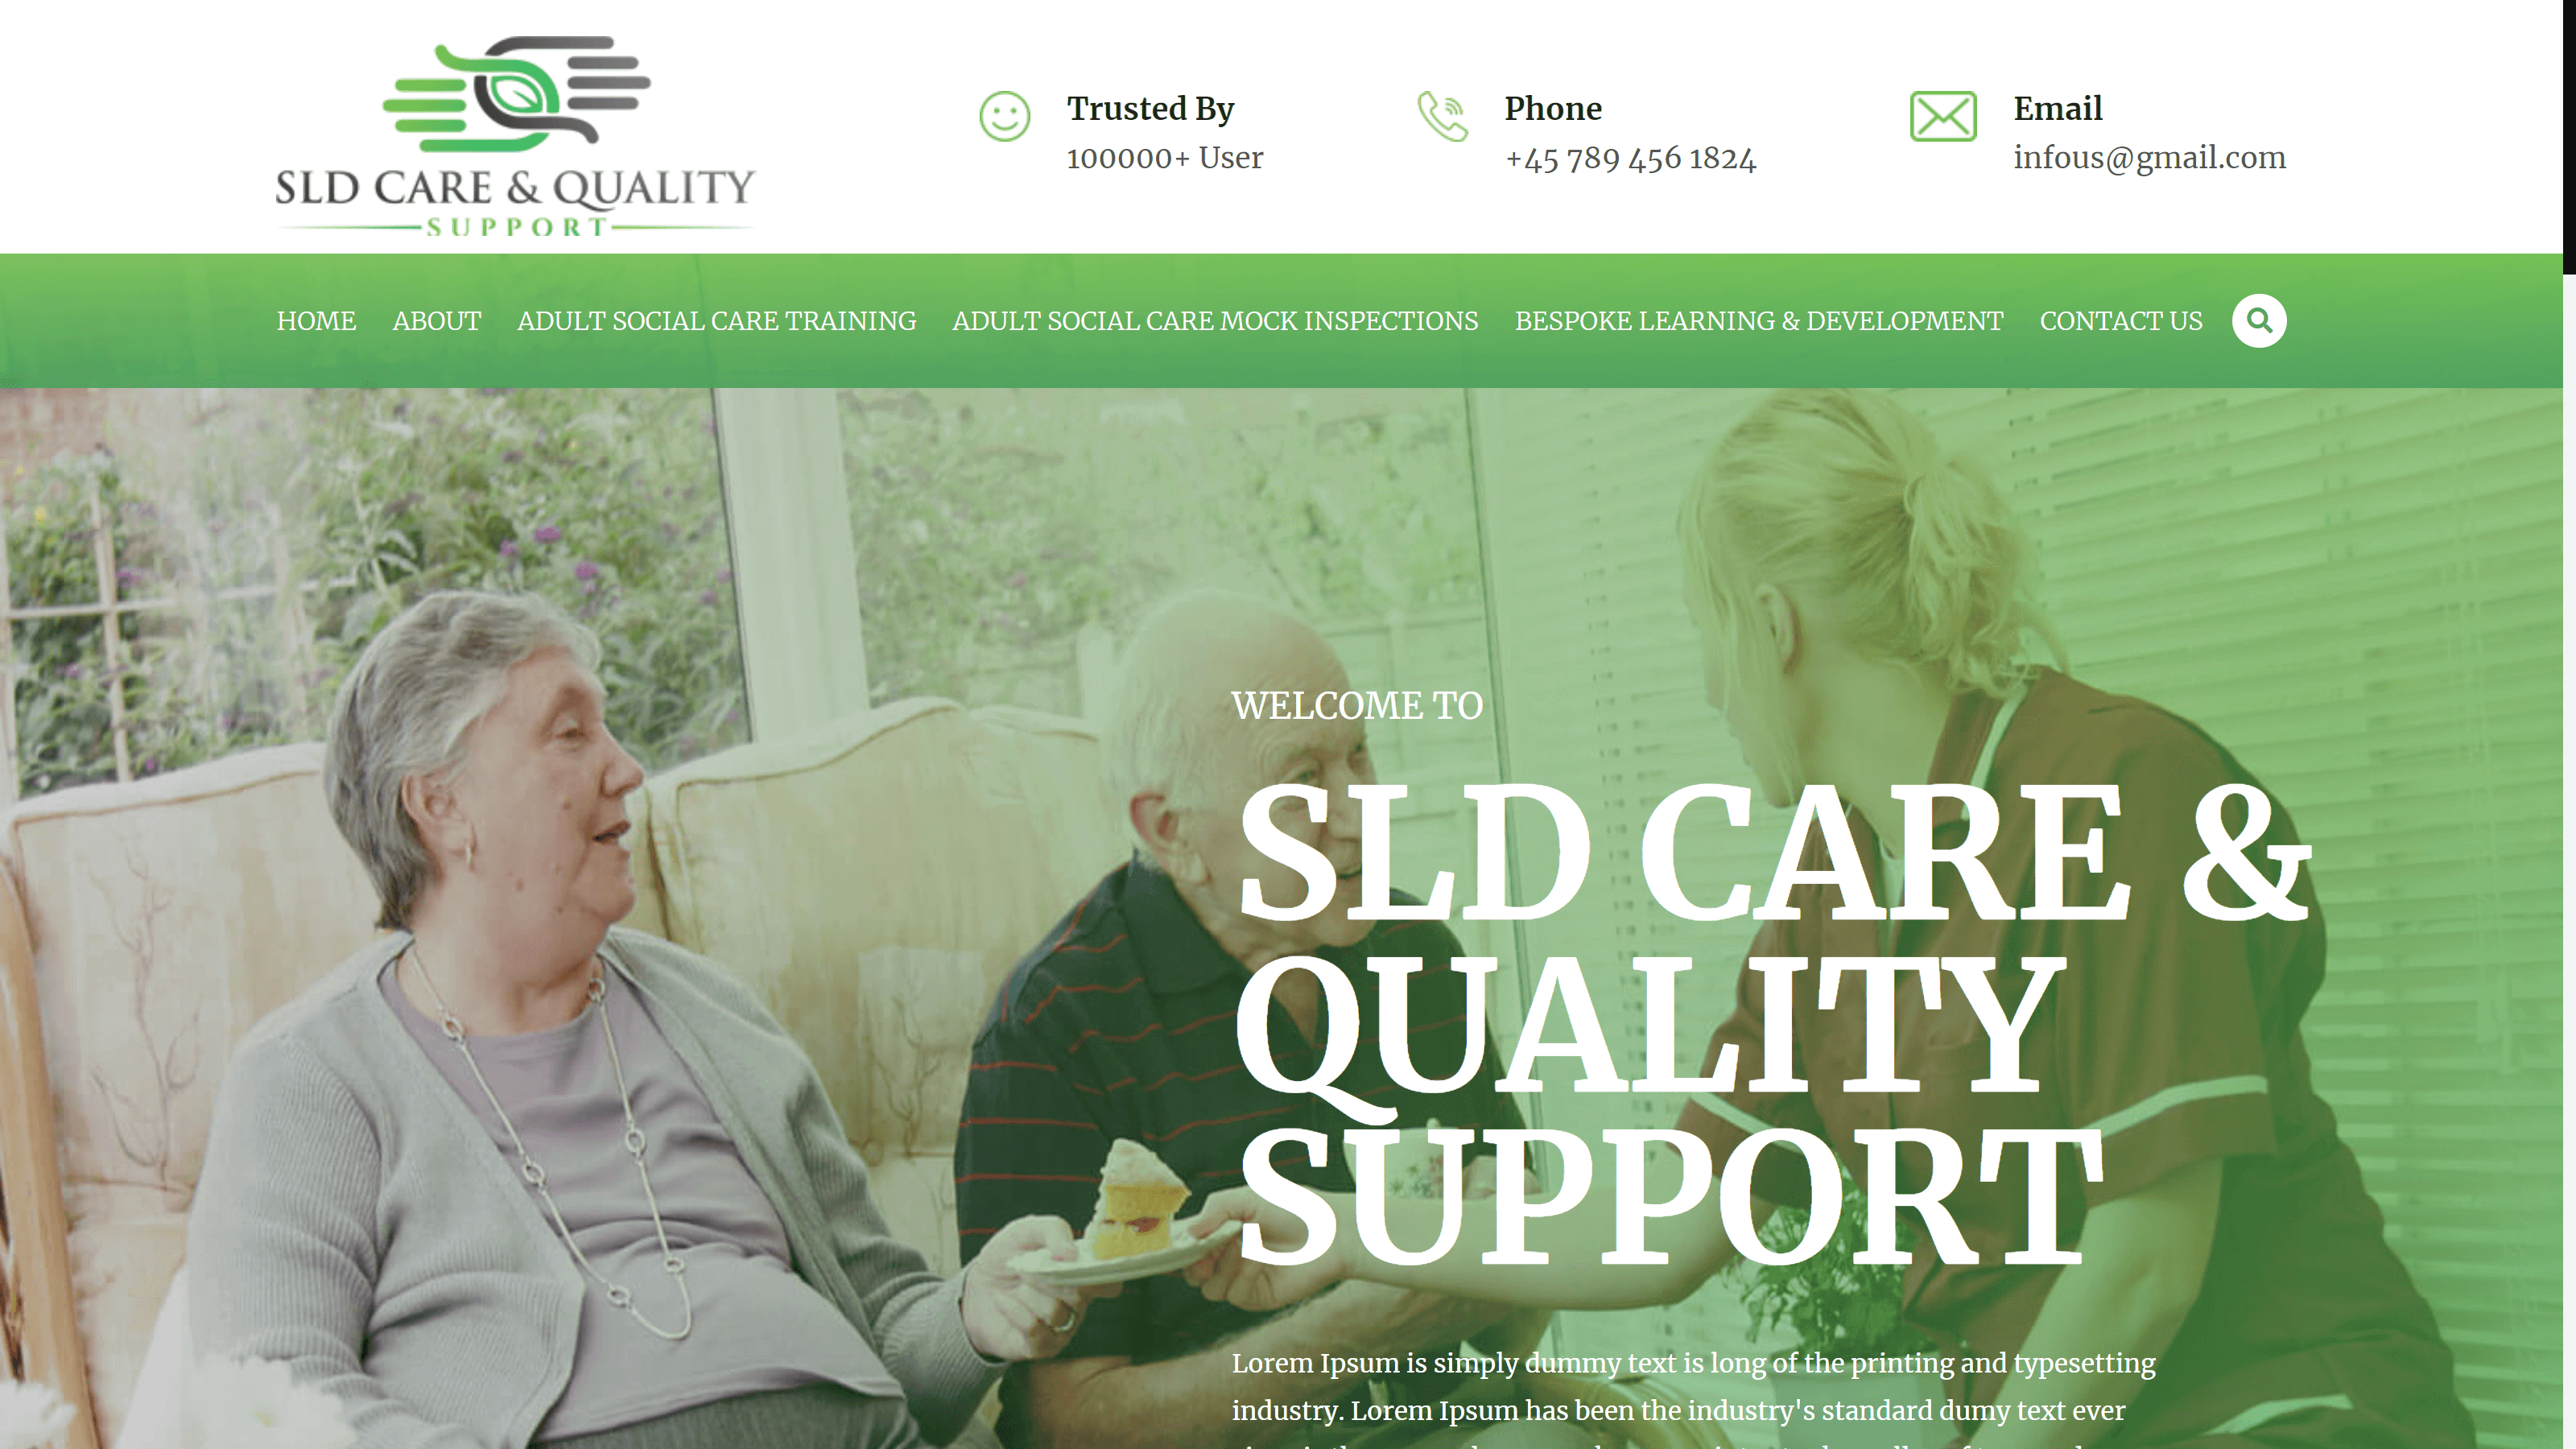 SLD CARE & QUALITY
SUPPORT
Trusted By
100000+ User
Phone
+45 789 456 1824
Email
infous@gmail.com
HOME ABOUT ADULT SOCIAL CARE TRAINING ADULT SOCIAL CARE MOCK INSPECTIONS BESPOKE LEARNING & DEVELOPMENT CONTACT US
WELCOME TO
SLD CARE &
QUALITY
SUPPORT
Lorem Ipsum is simply dummy text is long of the printing and typesetting
industry. Lorem Ipsum has been the industry's standard dumy text ever